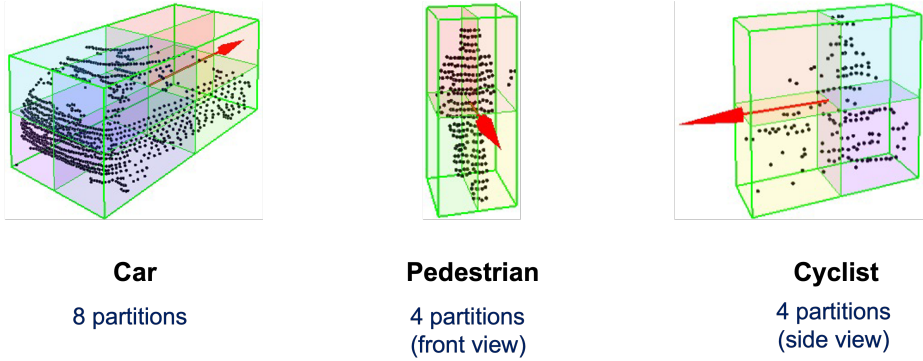 Car
8 partitions
Pedestrian
4 partitions
(front view)
Cyclist
4 partitions
(side view)